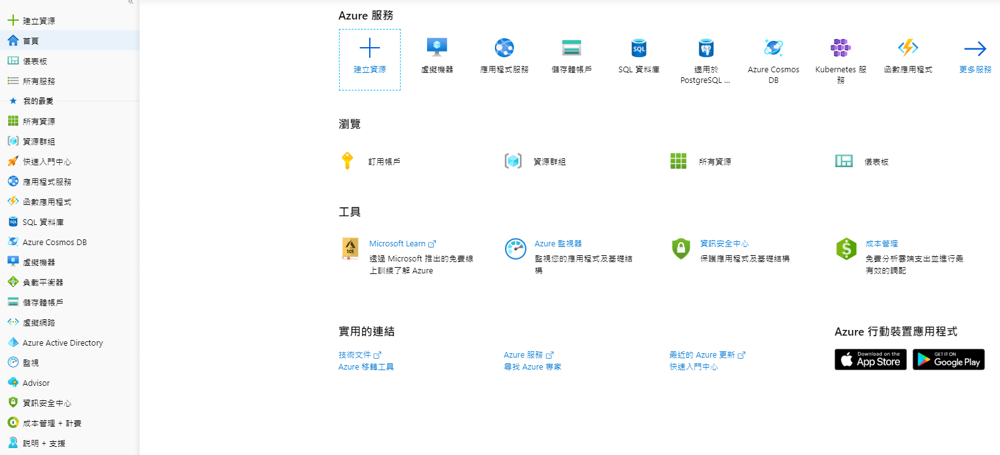 «
建立資源
首頁
儀表板
所有服務
我的最愛
所有資源
資源群組
快速入門中心
應用程式服務
函數應用程式
SQL 資料庫
Azure Cosmos DB
虛擬機器
負載平衡器
儲存體帳戶
虛擬網路
Azure Active Directory
監視
Advisor
資訊安全中心
成本管理 + 計費
說明 + 支援
Azure 服務
建立資源
虛擬機器
應用程式服務
儲存體帳戶
SQL
SQL 資料庫
適用於
PostgreSQL ...
Azure Cosmos
DB
Kubernetes 服
務
函數應用程式
更多服務
瀏覽
訂用帳戶
資源群組
所有資源
儀表板
工具
101
Microsoft Learn
透過 Microsoft 推出的免費線
上訓練了解 Azure
Azure 監視器
監視您的應用程式及基礎結
構
資訊安全中心
保護應用程式及基礎結構
成本管理
免費分析雲端支出並進行最
有效的調配
實用的連結
技術文件
Azure 移轉工具
Azure 服務
尋找 Azure 專家
最近的 Azure 更新
快速入門中心
Azure 行動裝置應用程式
Download on the
App Store
GET IT ON
Google Play